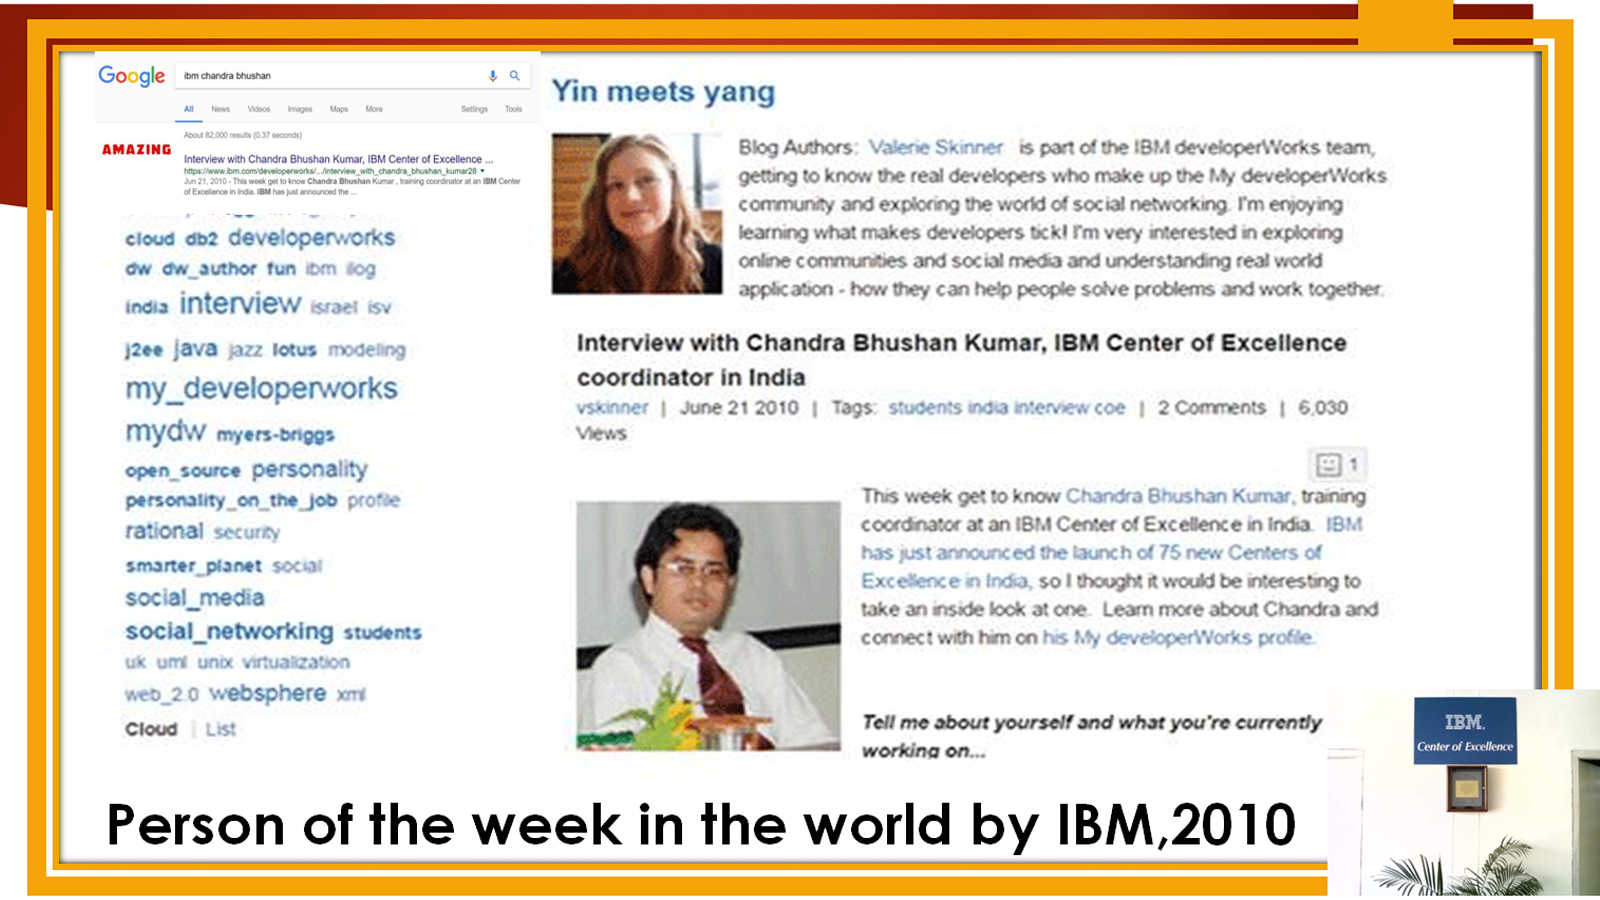 Google
ibm chandra bhushan
All News Videos Images Maps More Settings Tools
About 82,000 results (0.37 seconds)
AMAZING
Interview with Chandra Bhushan Kumar, IBM Center of Excellence ...
https://www.ibm.com/developerworks/.../interview_with_chandra_bhushan_kumar28
Jun 21, 2010 - This week get to know Chandra Bhushan Kumar , training coordinator at an IBM Center
of Excellence in India. IBM has just announced the ...
cloud db2 developerworks
dw dw_author fun ibm ilog
india interview israel isv
j2ee java jazz lotus modeling
my_developerworks
mydw myers-briggs
open_source personality
personality_on_the_job profile
rational security
smarter_planet social
social_media
social_networking students
uk uml unix virtualization
web_2.0 websphere xml
Cloud | List
Yin meets yang
Blog Authors: Valerie Skinner is part of the IBM developerWorks team,
getting to know the real developers who make up the My developerWorks
community and exploring the world of social networking. I'm enjoying
learning what makes developers tick! I'm very interested in exploring
online communities and social media and understanding real world
application - how they can help people solve problems and work together.
Interview with Chandra Bhushan Kumar, IBM Center of Excellence
coordinator in India
vskinner | June 21 2010 | Tags: students india interview coe | 2 Comments | 6,030
Views
1
This week get to know Chandra Bhushan Kumar, training
coordinator at an IBM Center of Excellence in India. IBM
has just announced the launch of 75 new Centers of
Excellence in India, so I thought it would be interesting to
take an inside look at one. Learn more about Chandra and
connect with him on his My developerWorks profile.
Tell me about yourself and what you're currently
working on...
IBM.
Center of Excellence
Person of the week in the world by IBM,2010